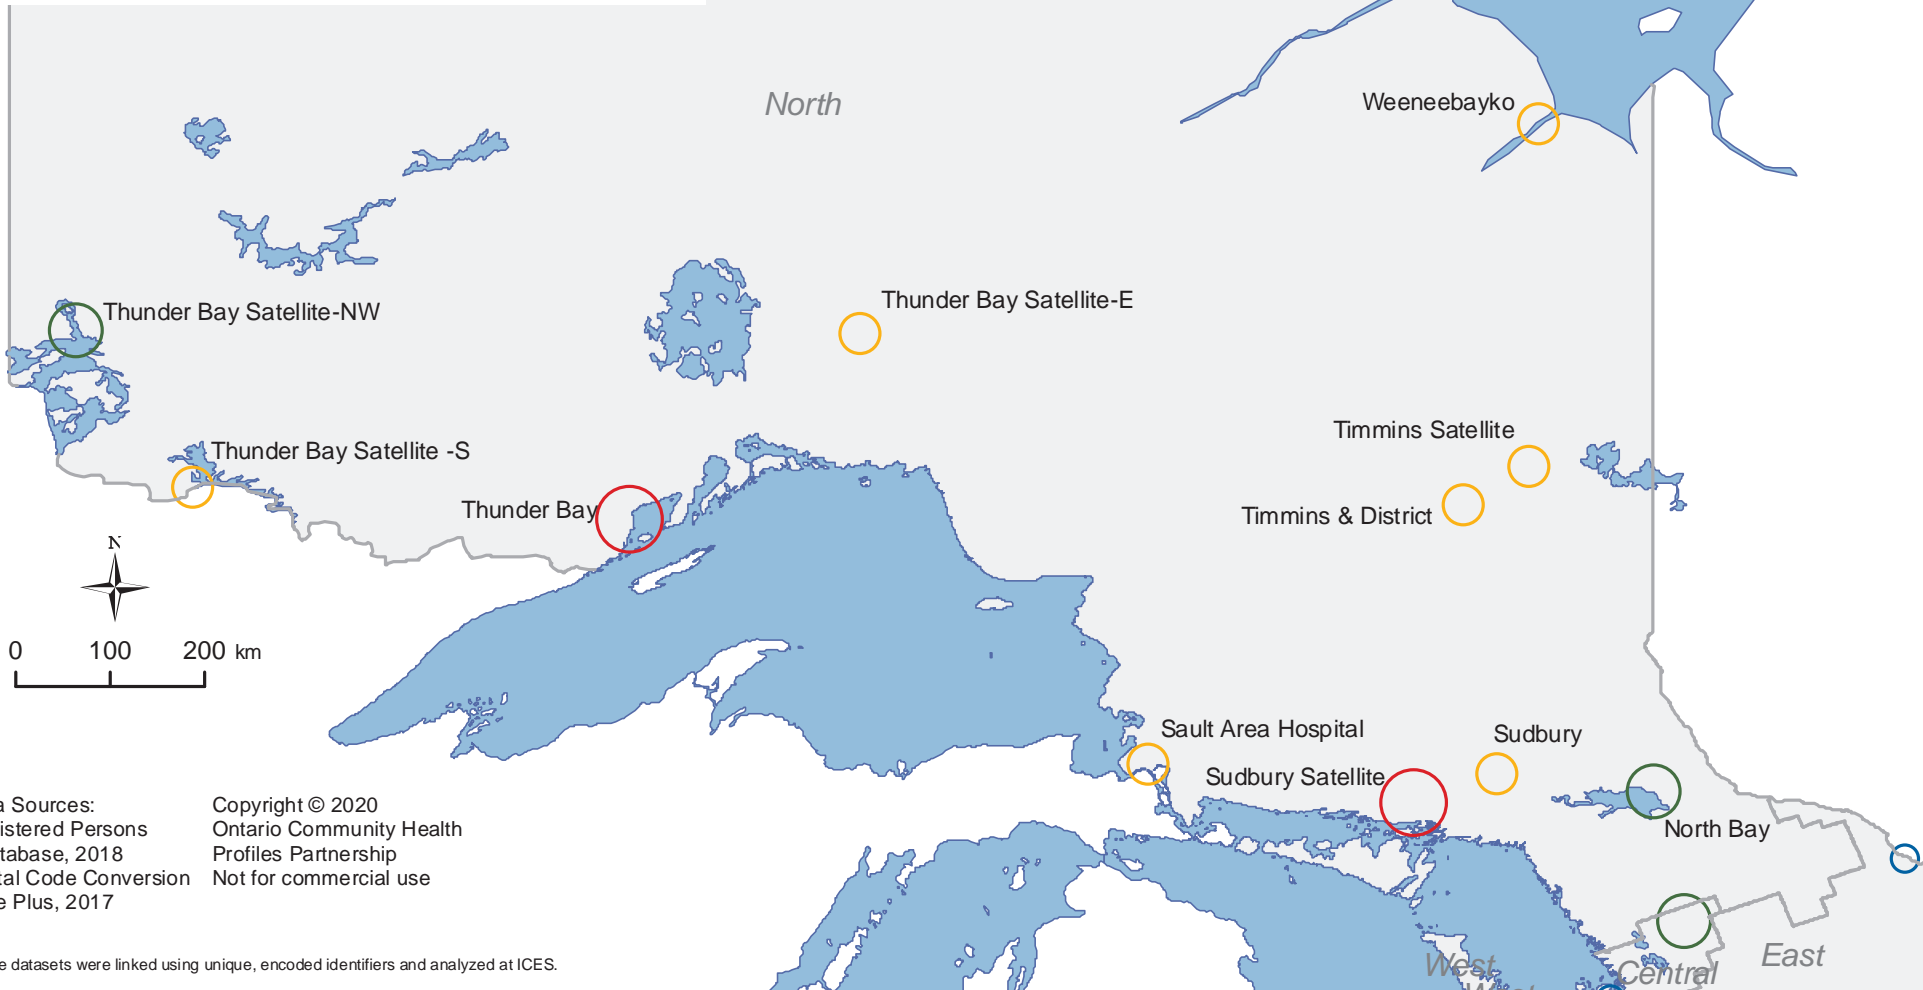 North
Weeneebayko
Thunder Bay Satellite-NW
Thunder Bay Satellite-E
Timmins Satellite
Thunder Bay Satellite -S
Thunder Bay
Timmins & District
N
0 100 200 km
Sault Area Hospital
Sudbury
Sudbury Satellite
North Bay
a Sources:
istered Persons
tabase, 2018
tal Code Conversion
e Plus, 2017
Copyright © 2020
Ontario Community Health
Profiles Partnership
Not for commercial use
East
West
Central
West
e datasets were linked using unique, encoded identifiers and analyzed at ICES.